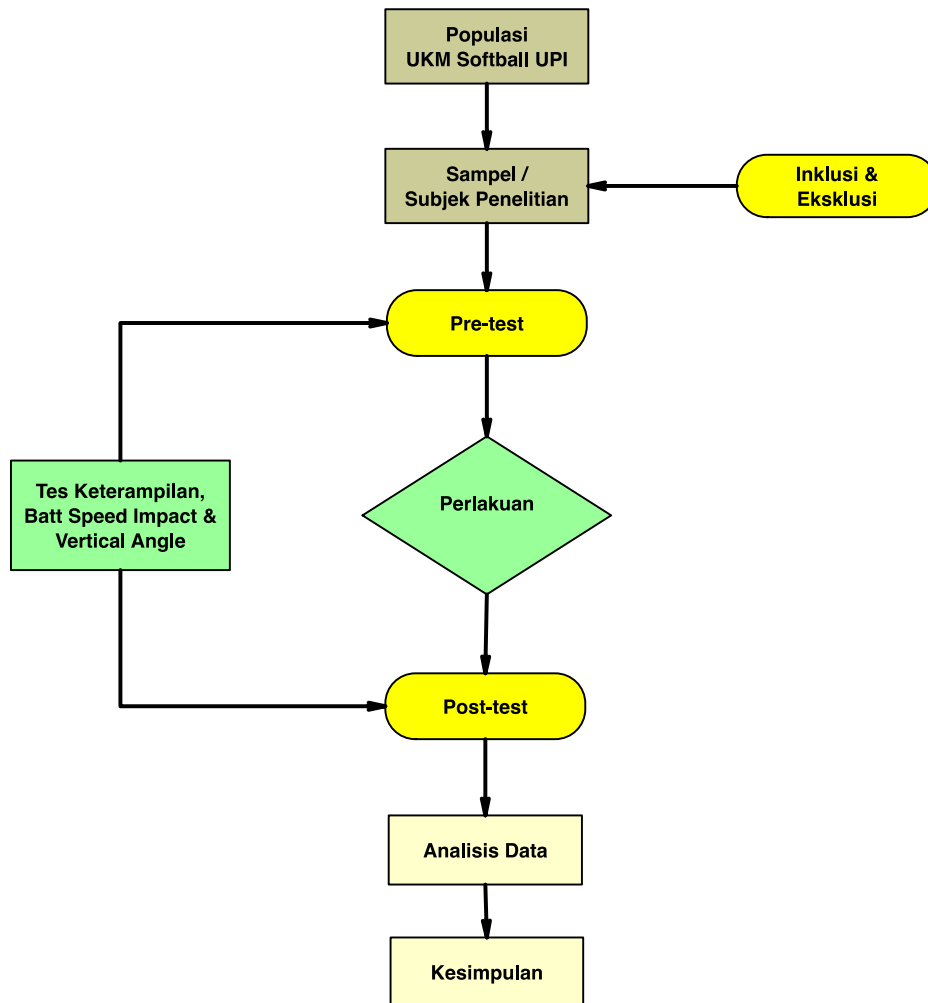 Populasi
UKM Softball UPI
Sampel /
Subjek Penelitian
Inklusi &
Eksklusi
Pre-test
Tes Keterampilan,
Batt Speed Impact &
Vertical Angle
Perlakuan
Post-test
Analisis Data
Kesimpulan